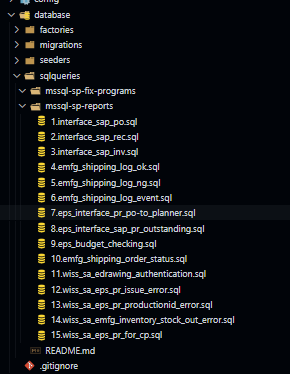 database
factories
migrations
seeders
sqlqueries
mssql-sp-fix-programs
mssql-sp-reports
1.interface_sap_po.sql
2.interface_sap_rec.sql
3.interface_sap_inv.sql
4.emfg_shipping_log_ok.sql
5.emfg_shipping_log_ng.sql
6.emfg_shipping_log_event.sql
7.eps_interface_pr_po-to_planner.sql
8.eps_interface_sap_pr_outstanding.sql
9.eps_budget_checking.sql
10.emfg_shipping_order_status.sql
11.wiss_sa_edrawing_authentication.sql
12.wiss_sa_eps_pr_issue_error.sql
13.wiss_sa_eps_pr_productionid_error.sql
14.wiss_sa_emfg_inventory_stock_out_error.sql
15.wiss_sa_eps_pr_for_cp.sql
README.md
.gitignore